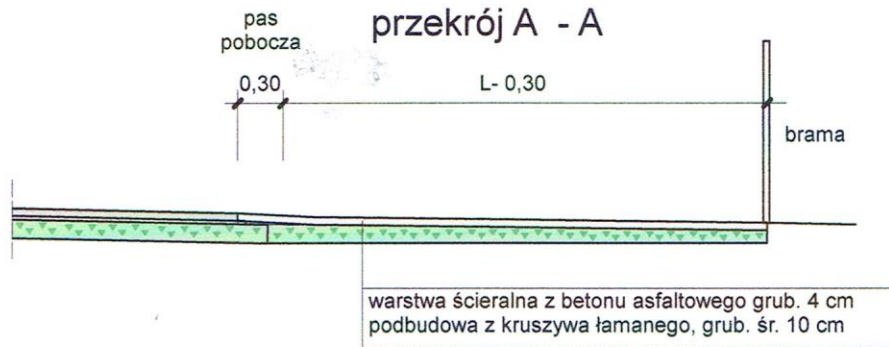 przekrój A - A
pas
pobocza
0,30
L- 0,30
brama
warstwa ścieralna z betonu asfaltowego grub. 4 cm
podbudowa z kruszywa łamanego, grub. śr. 10 cm